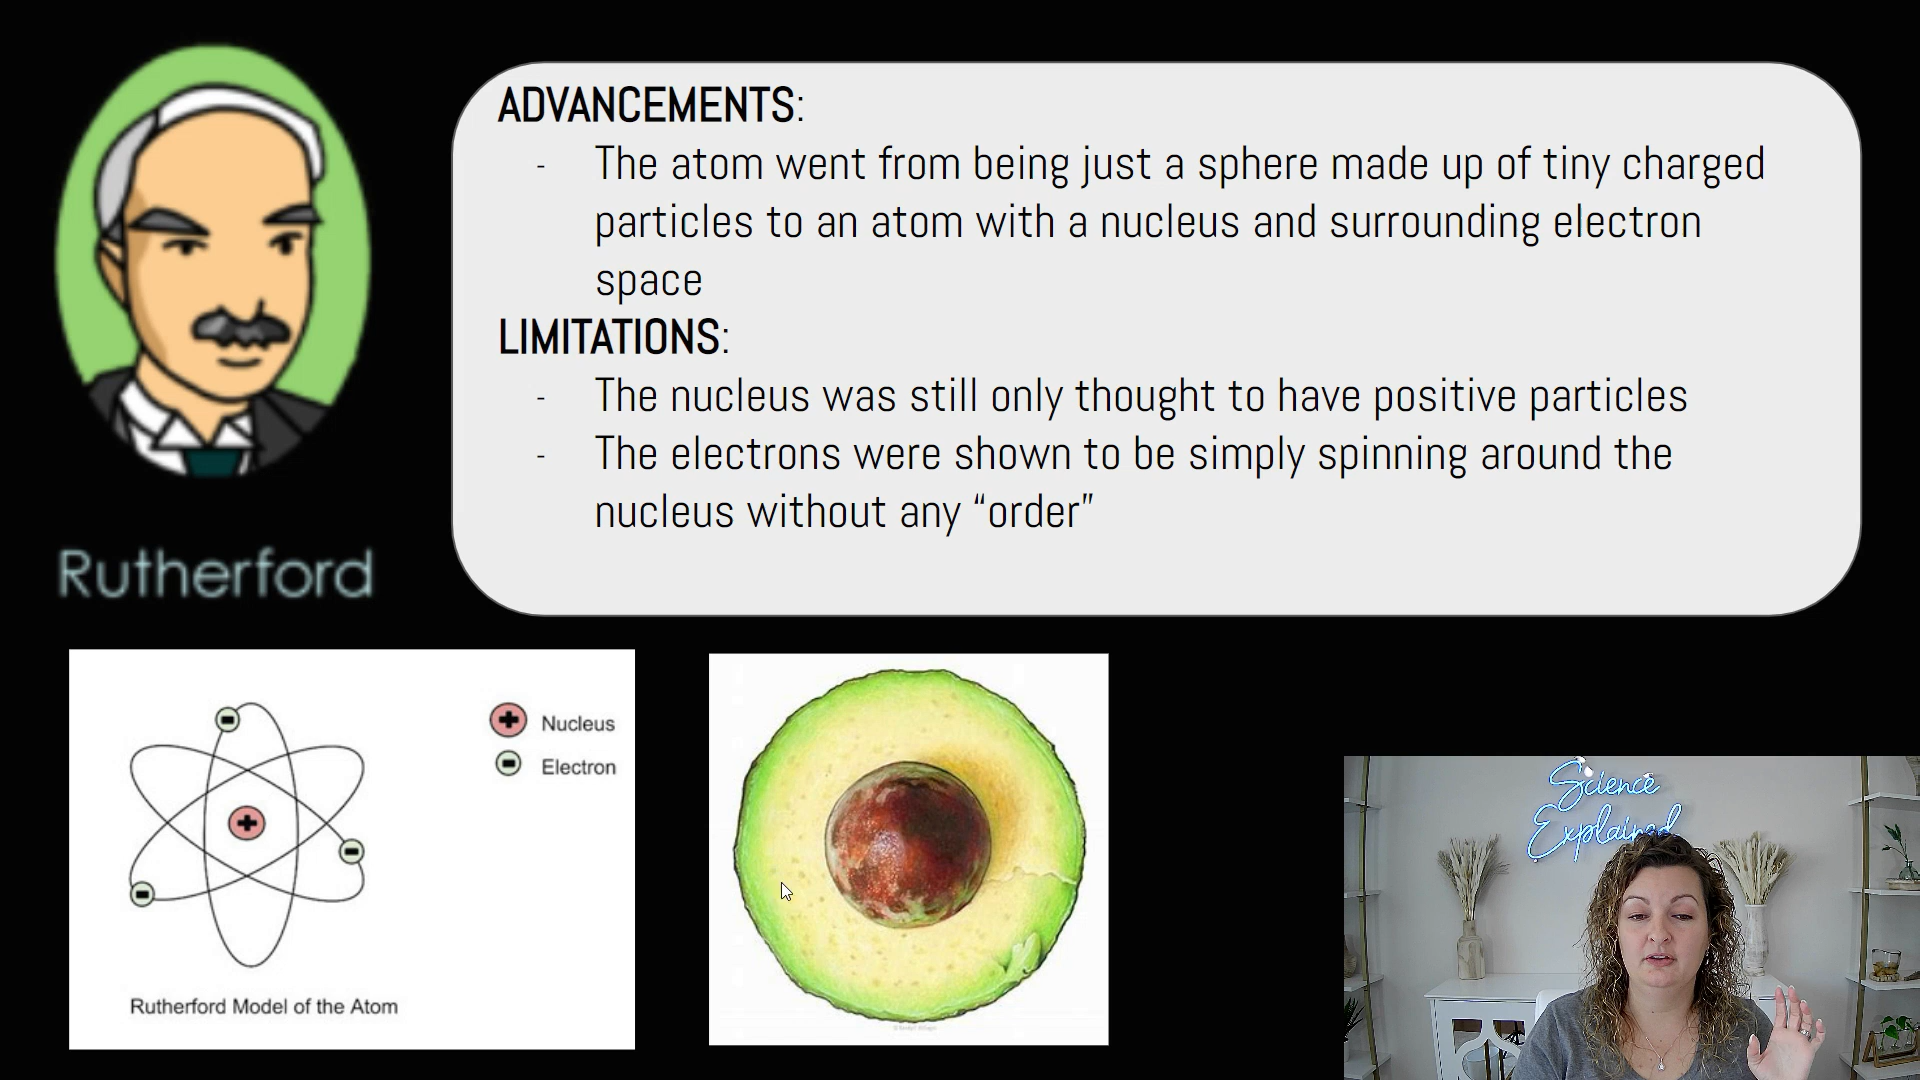 ADVANCEMENTS:
- The atom went from being just a sphere made up of tiny charged
particles to an atom with a nucleus and surrounding electron
space
LIMITATIONS:
- The nucleus was still only thought to have positive particles
- The electrons were shown to be simply spinning around the
nucleus without any “order”
Rutherford
Nucleus
Electron
Rutherford Model of the Atom
Science
Explained